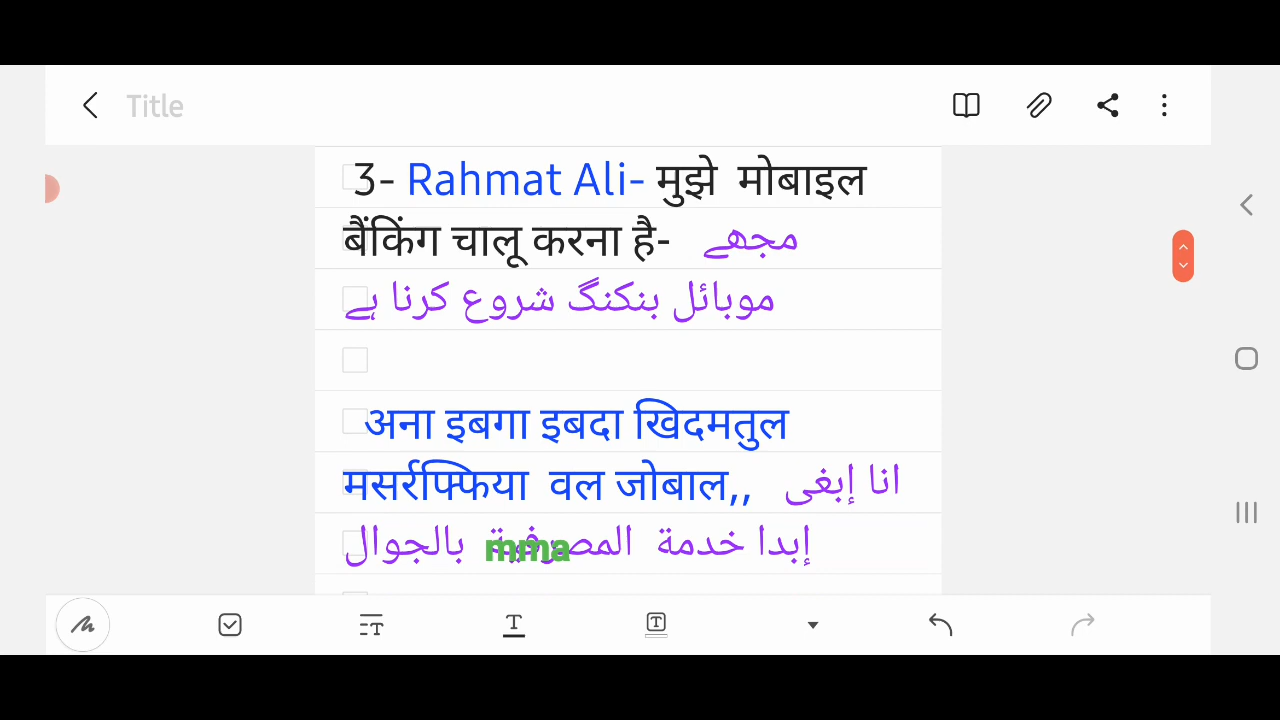 Title
3- Rahmat Ali- मुझे मोबाइल
बैंकिंग चालू करना है- مجھے
موبائل بنکنگ شروع کرنا ہے
अना इबगा इबदा खिदमतुल
मसर्रफ्फिया वल जोबाल,, انا إبغى
إبدا خدمة المصرفية بالجوال
mma